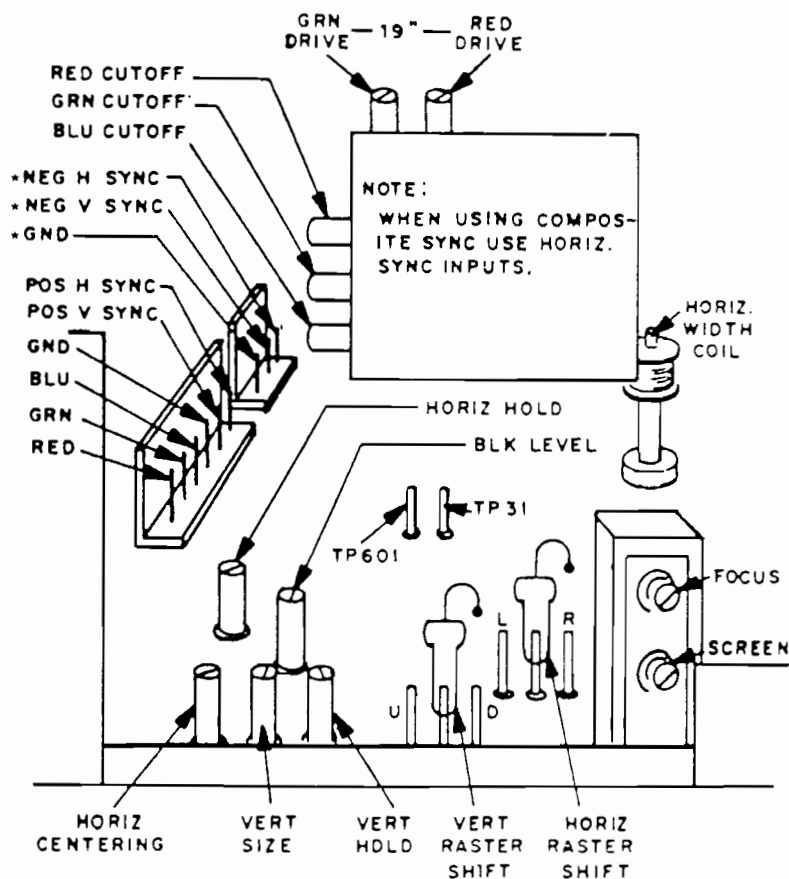 GRN DRIVE — 19" — RED DRIVE
RED CUTOFF
GRN CUTOFF
BLU CUTOFF
*NEG H SYNC
*NEG V SYNC
*GND
POS H SYNC
POS V SYNC
GND
BLU
GRN
RED
NOTE:
WHEN USING COMPOS-
ITE SYNC USE HORIZ.
SYNC INPUTS.
HORIZ.
WIDTH
COIL
HORIZ HOLD
BLK LEVEL
TP601
TP31
FOCUS
SCREEN
L
R
U
D
HORIZ
CENTERING
VERT
SIZE
VERT
HOLD
VERT
RASTER
SHIFT
HORIZ
RASTER
SHIFT